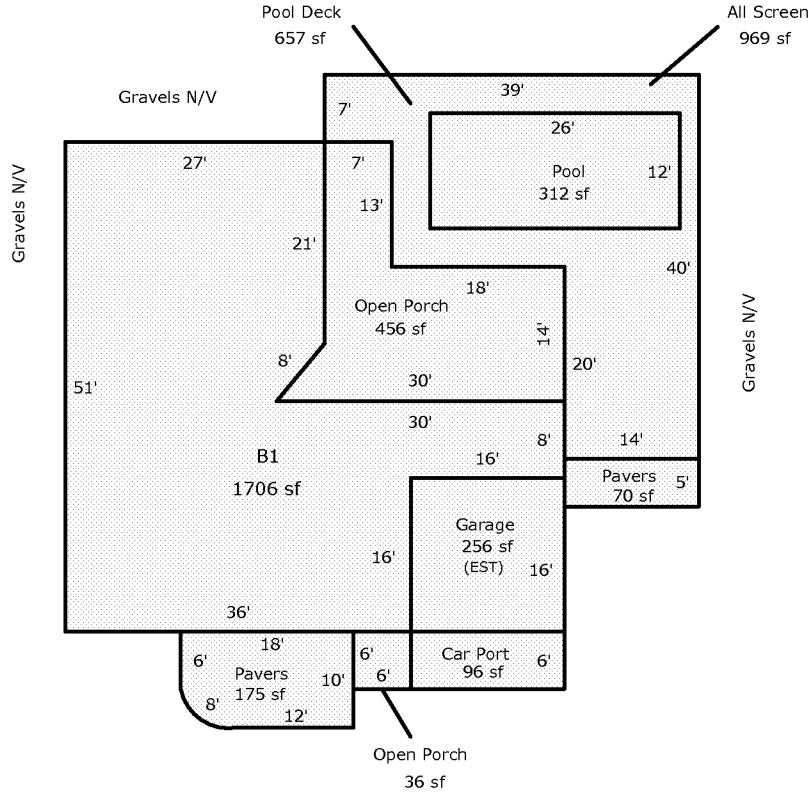 Pool Deck
657 sf
All Screen
969 sf
Gravels N/V
39'
7'
26'
Pool
312 sf
12'
27'
7'
13'
Gravels N/V
21'
40'
18'
Open Porch
456 sf
14'
Gravels N/V
8'
20'
30'
51'
30'
8'
14'
B1
1706 sf
16'
Pavers
70 sf
5'
Garage
256 sf
(EST)
16'
16'
36'
18'
6'
Pavers
175 sf
10'
8'
12'
6'
6'
Car Port
96 sf
6'
Open Porch
36 sf